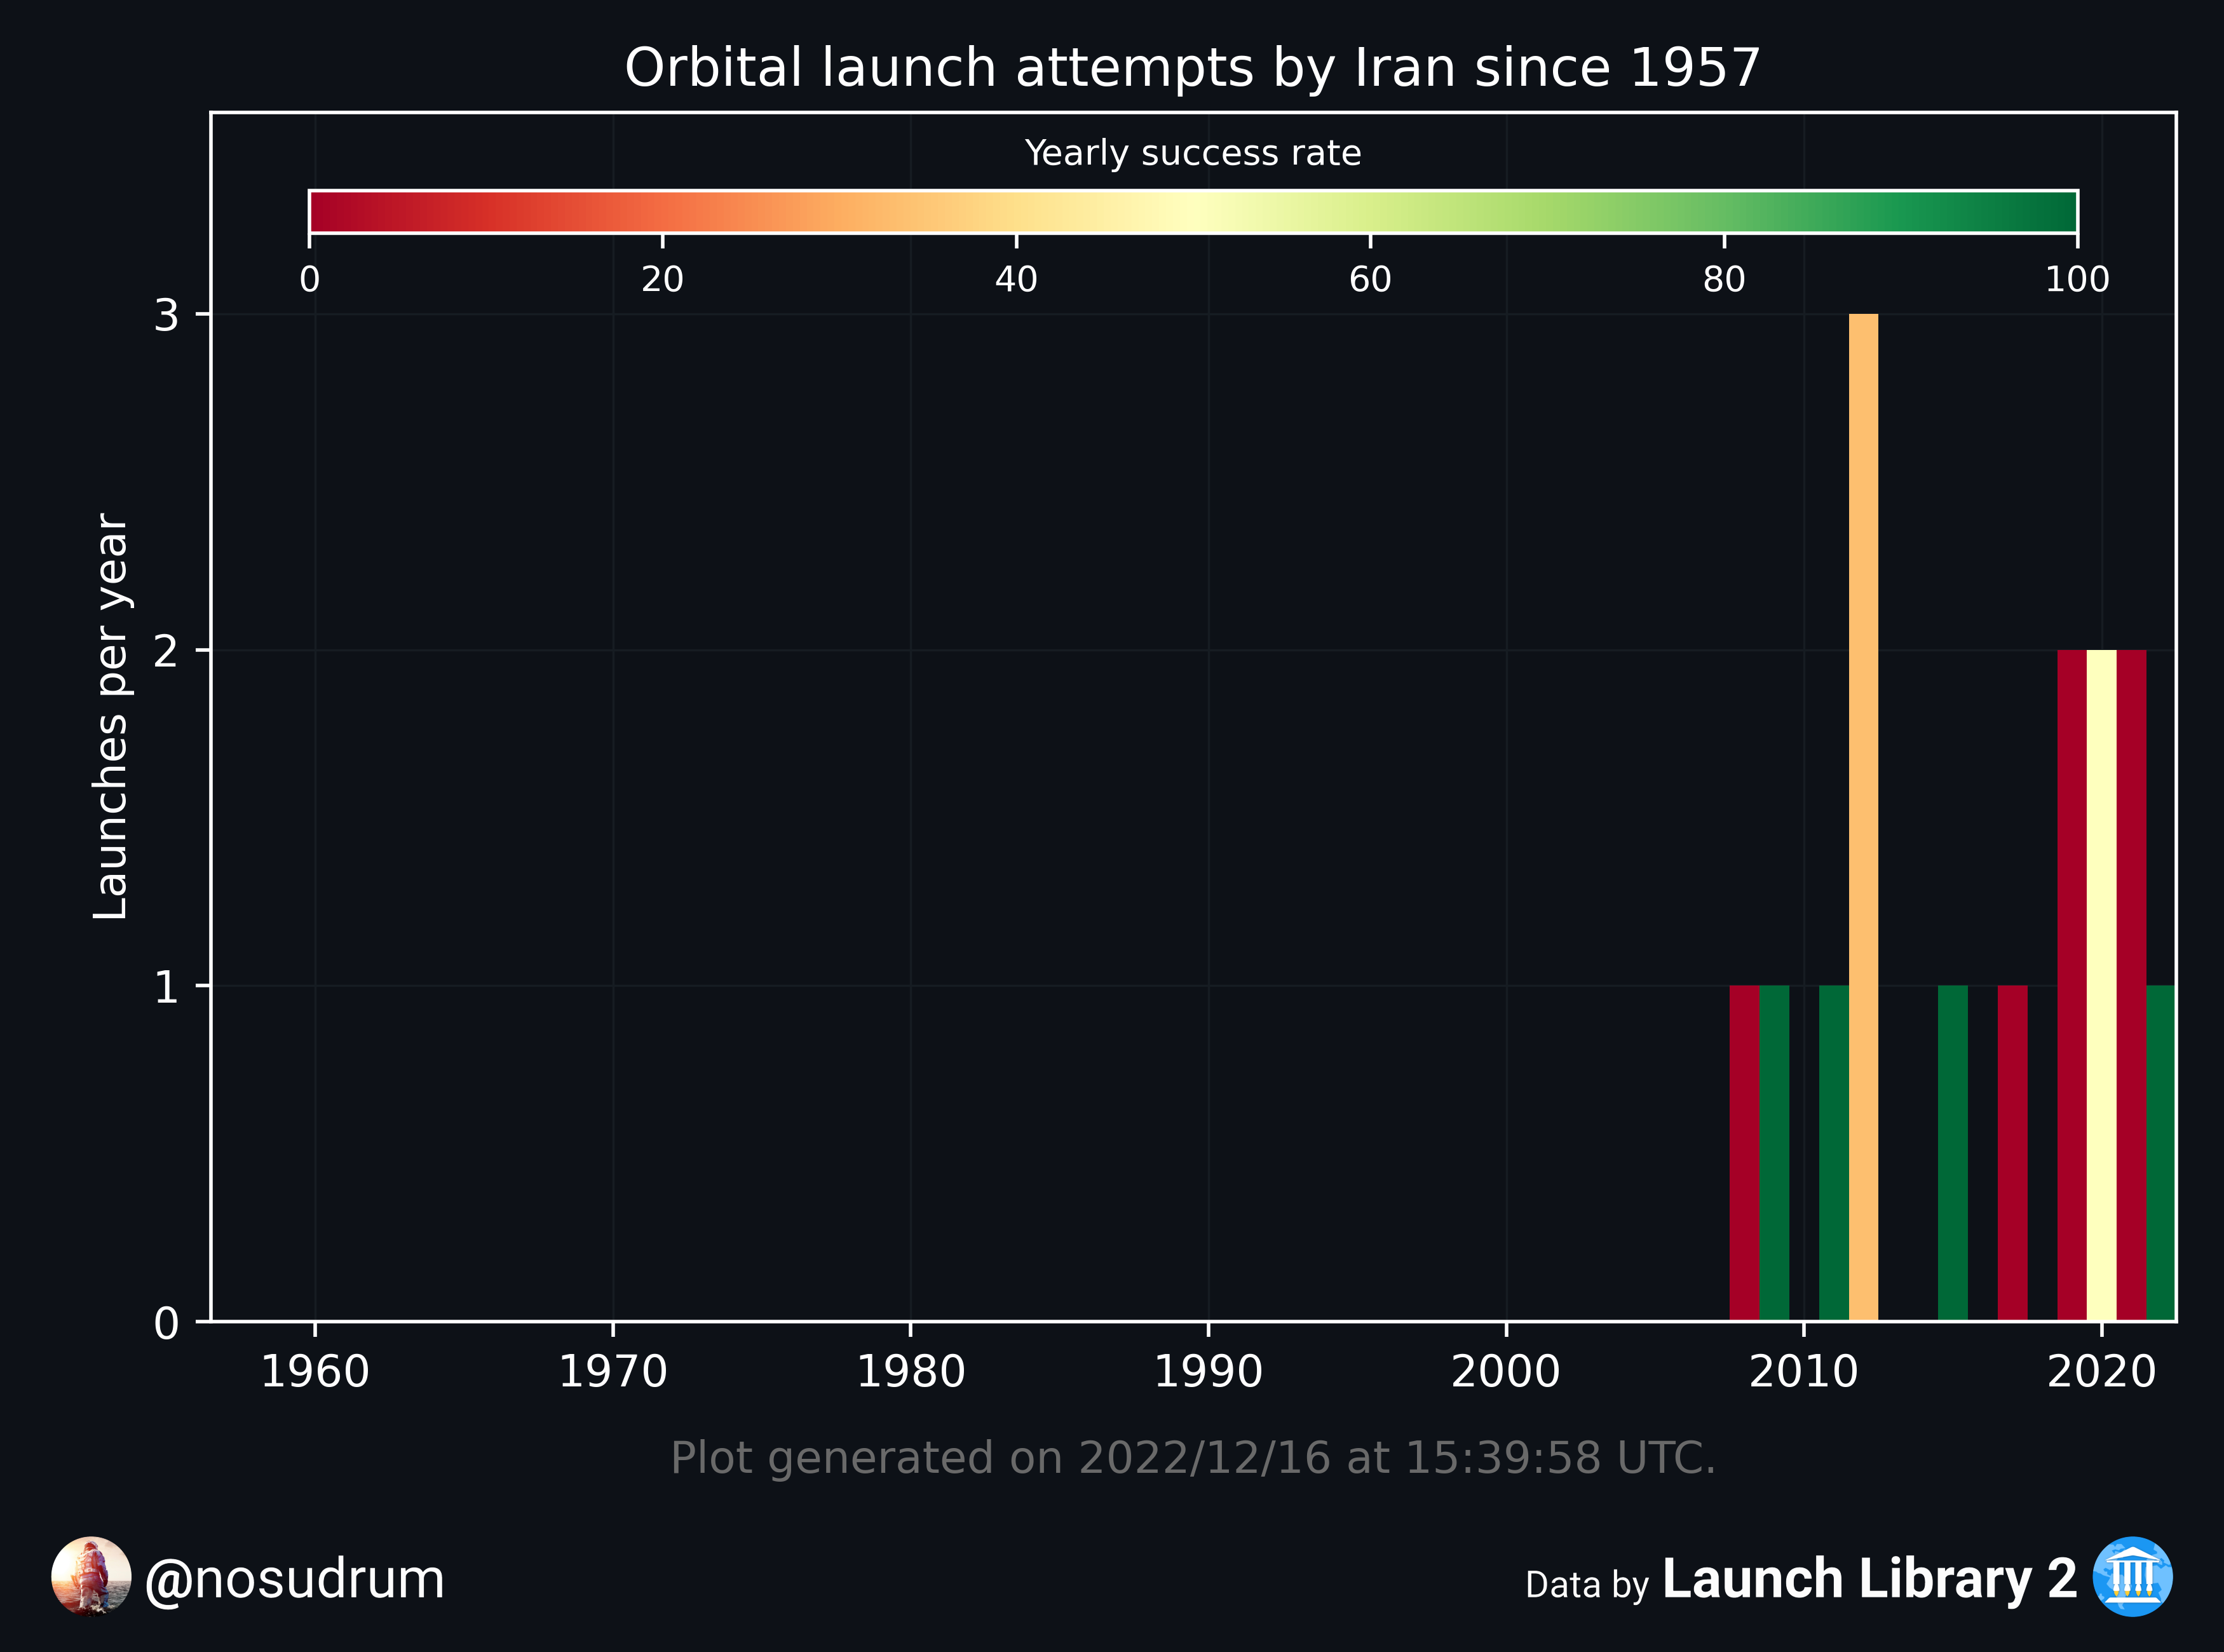 Orbital launch attempts by Iran since 1957
Yearly success rate
0 20 40 60 80 100
Launches per year
3
2
1
0
1960 1970 1980 1990 2000 2010 2020
Plot generated on 2022/12/16 at 15:39:58 UTC.
@nosudrum
Data by Launch Library 2